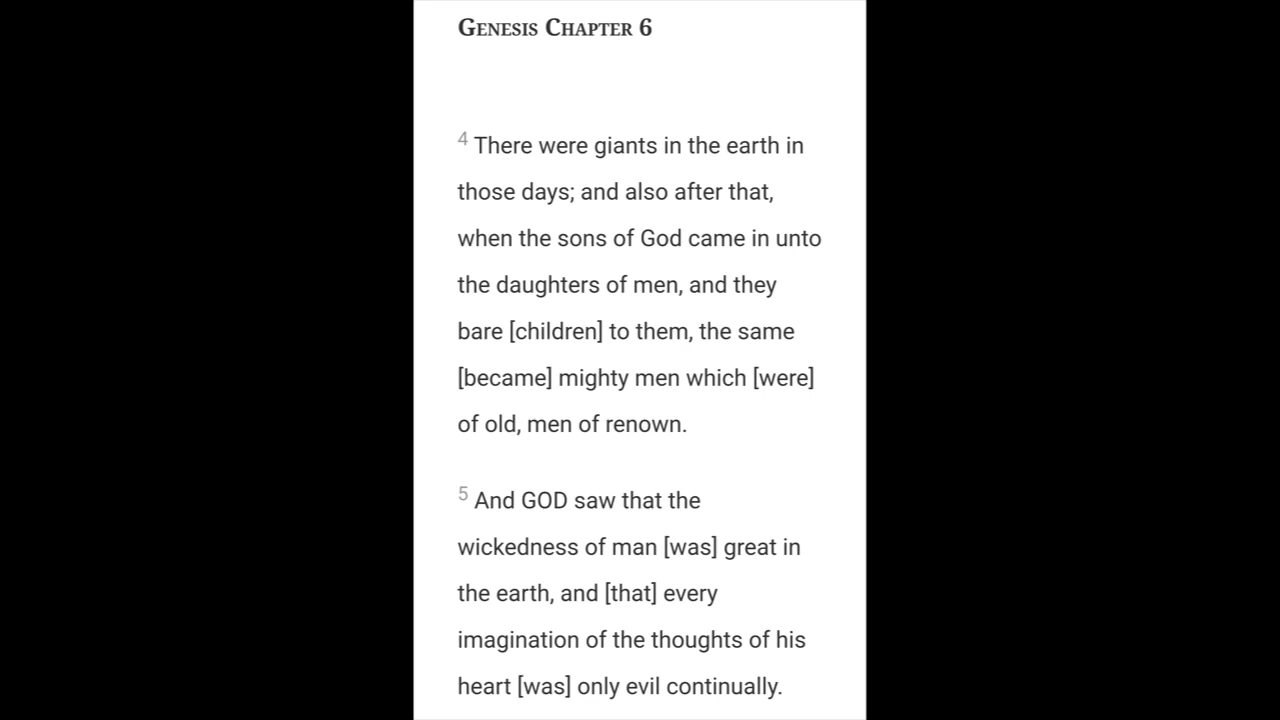 Genesis Chapter 6
4 There were giants in the earth in
those days; and also after that,
when the sons of God came in unto
the daughters of men, and they
bare [children] to them, the same
[became] mighty men which [were]
of old, men of renown.
5 And GOD saw that the
wickedness of man [was] great in
the earth, and [that] every
imagination of the thoughts of his
heart [was] only evil continually.